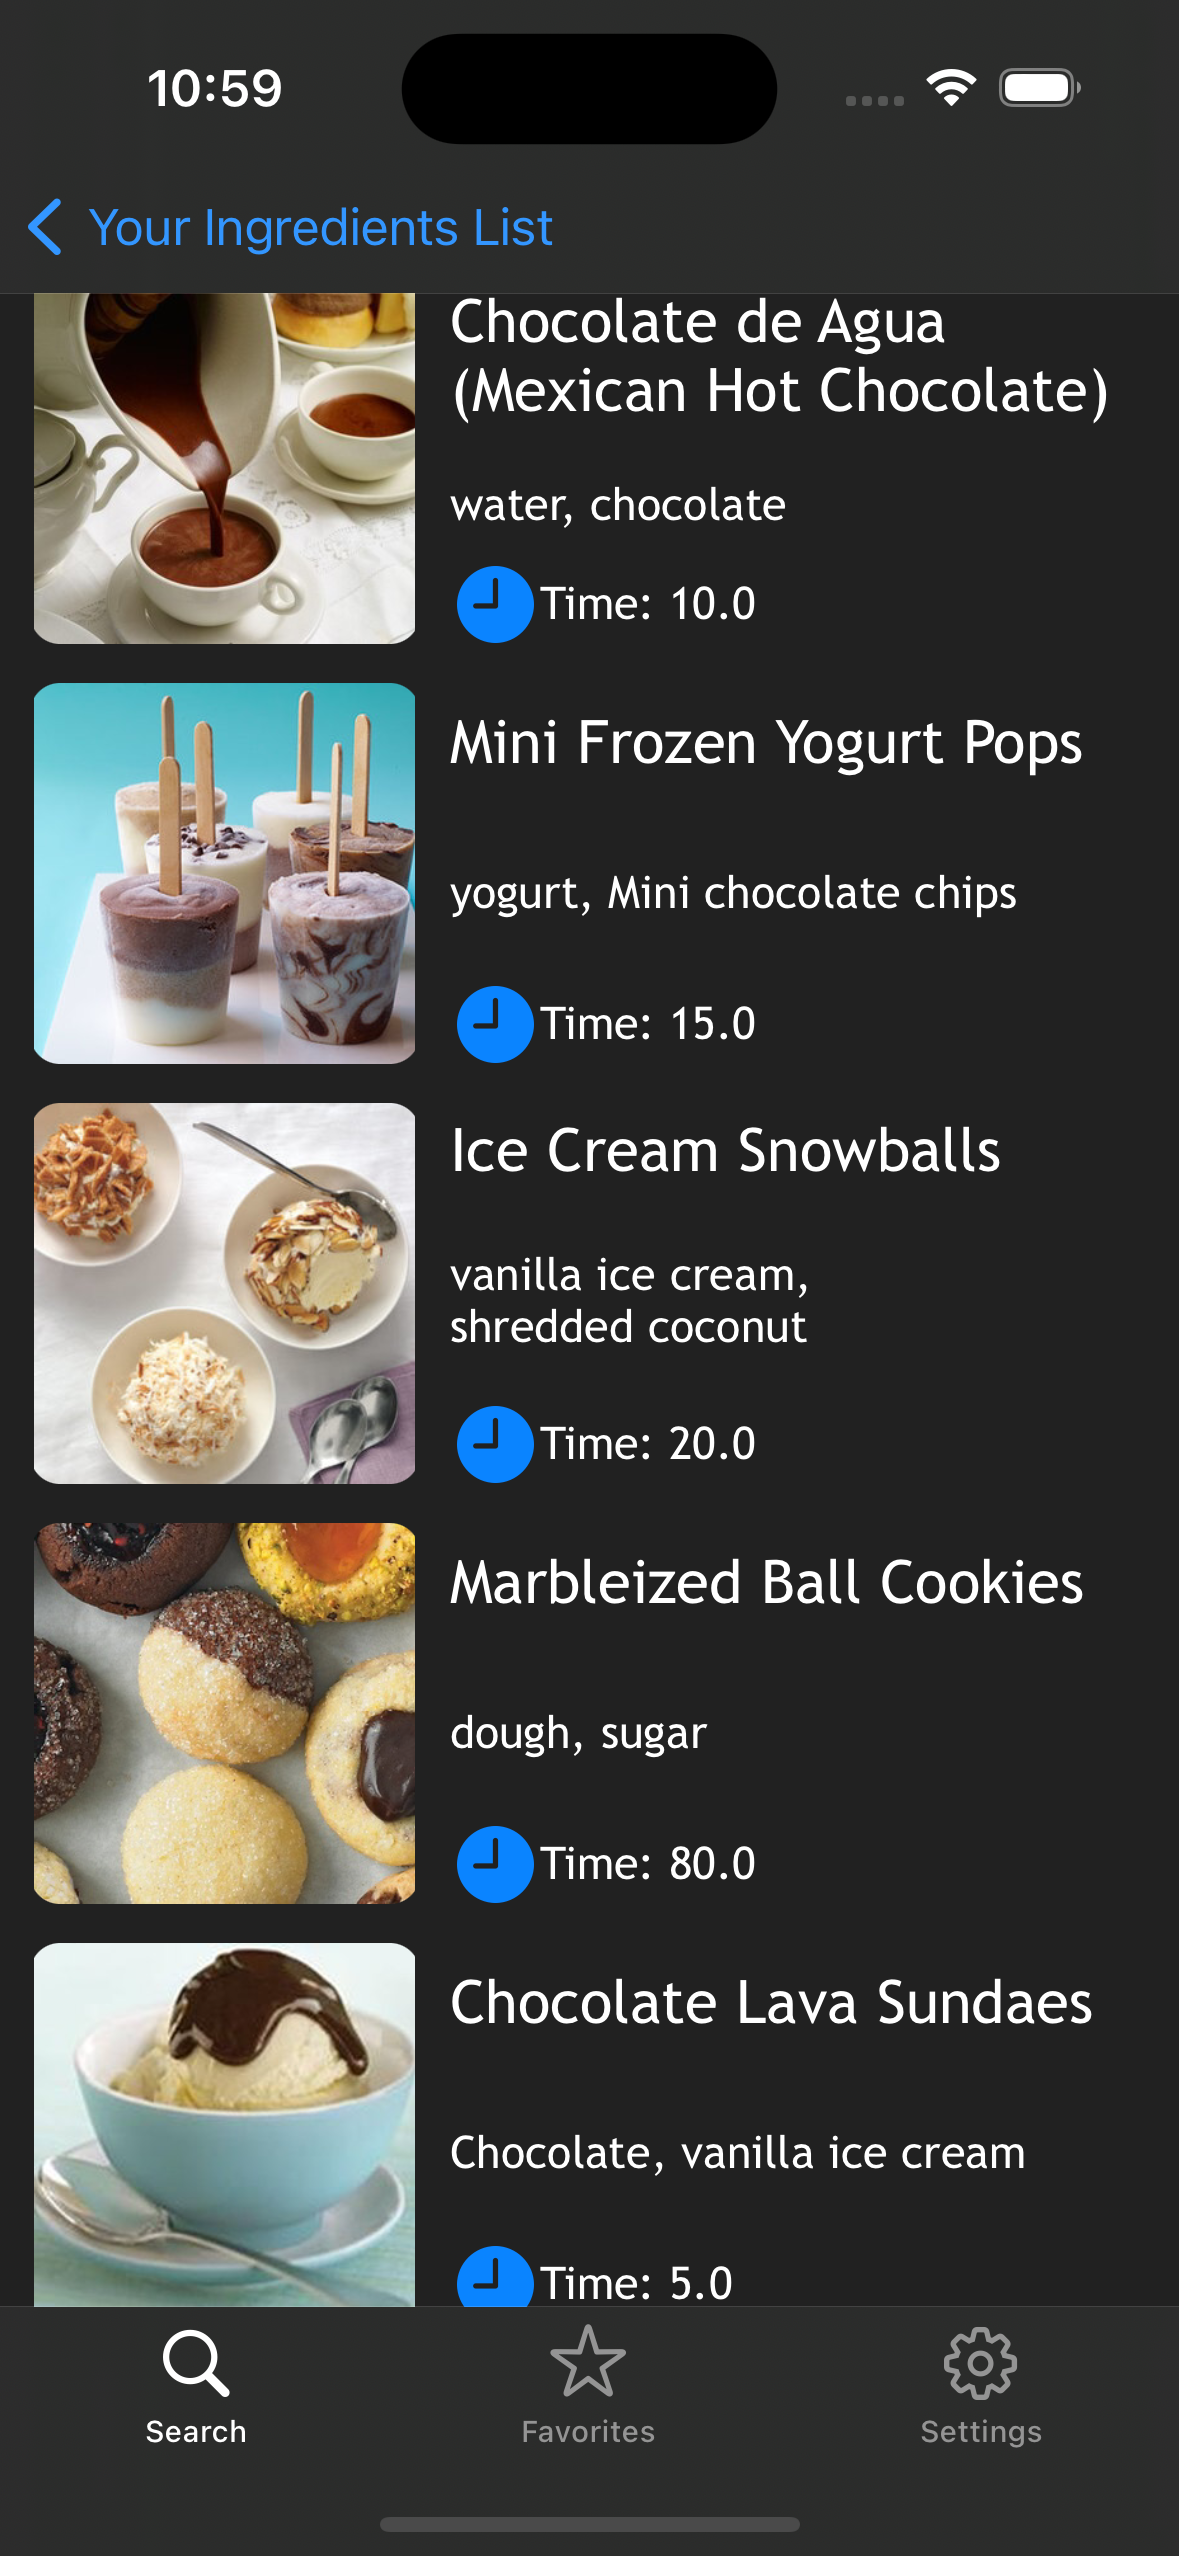 10:59
Your Ingredients List
Chocolate de Agua
(Mexican Hot Chocolate)
water, chocolate
Time: 10.0
Mini Frozen Yogurt Pops
yogurt, Mini chocolate chips
Time: 15.0
Ice Cream Snowballs
vanilla ice cream,
shredded coconut
Time: 20.0
Marbleized Ball Cookies
dough, sugar
Time: 80.0
Chocolate Lava Sundaes
Chocolate, vanilla ice cream
Time: 5.0
Search
Favorites
Settings